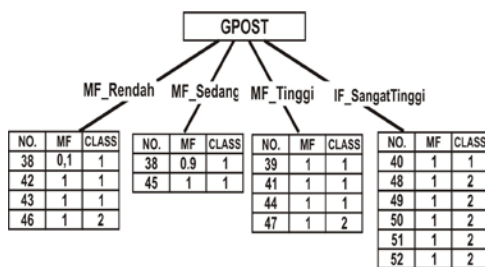 GPOST
MF_Rendah MF_Sedang MF_Tinggi IF_SangatTinggi
NO. MF CLASS
38 0,1 1
42 1 1
43 1 1
46 1 2
NO. MF CLASS
38 0.9 1
45 1 1
NO. MF CLASS
39 1 1
41 1 1
44 1 1
47 1 2
NO. MF CLASS
40 1 1
48 1 2
49 1 2
50 1 2
51 1 2
52 1 2